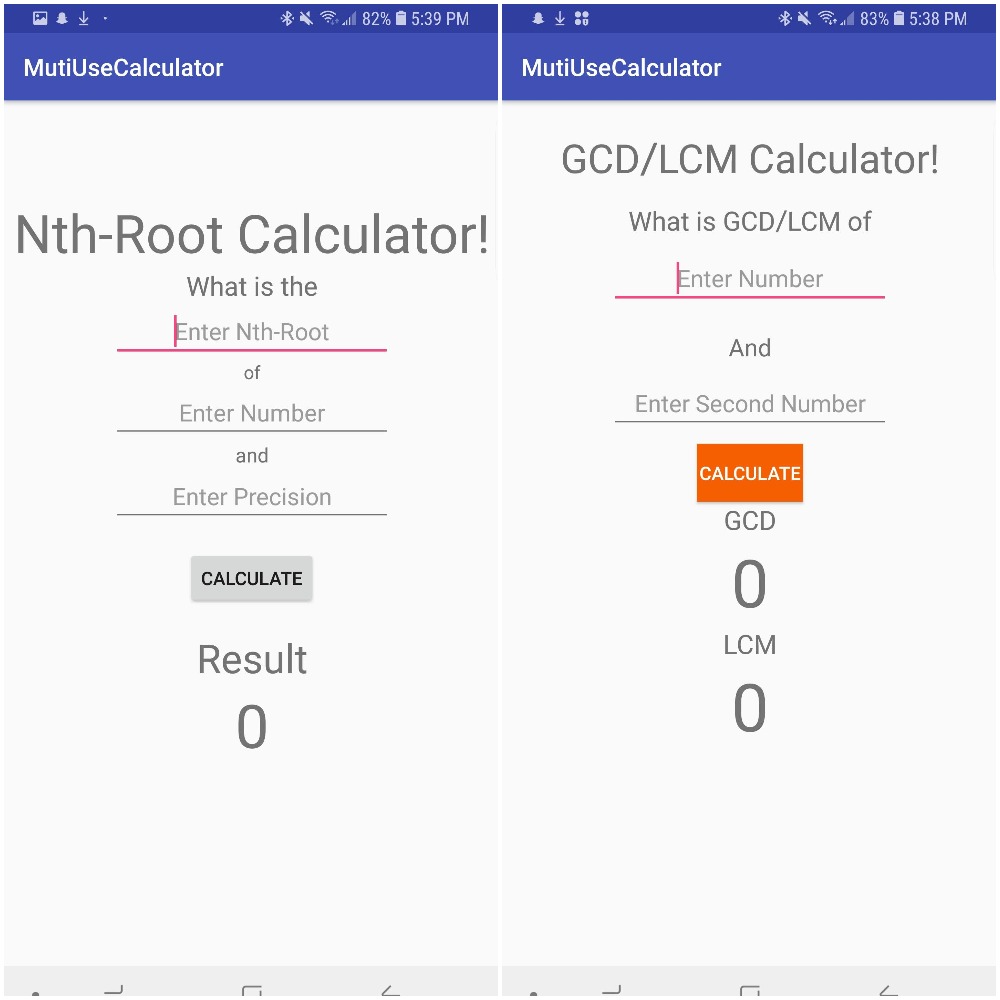 82% 5:39 PM
MutiUseCalculator
Nth-Root Calculator!
What is the
Enter Nth-Root
of
Enter Number
and
Enter Precision
CALCULATE
Result
0
83% 5:38 PM
MutiUseCalculator
GCD/LCM Calculator!
What is GCD/LCM of
Enter Number
And
Enter Second Number
CALCULATE
GCD
0
LCM
0